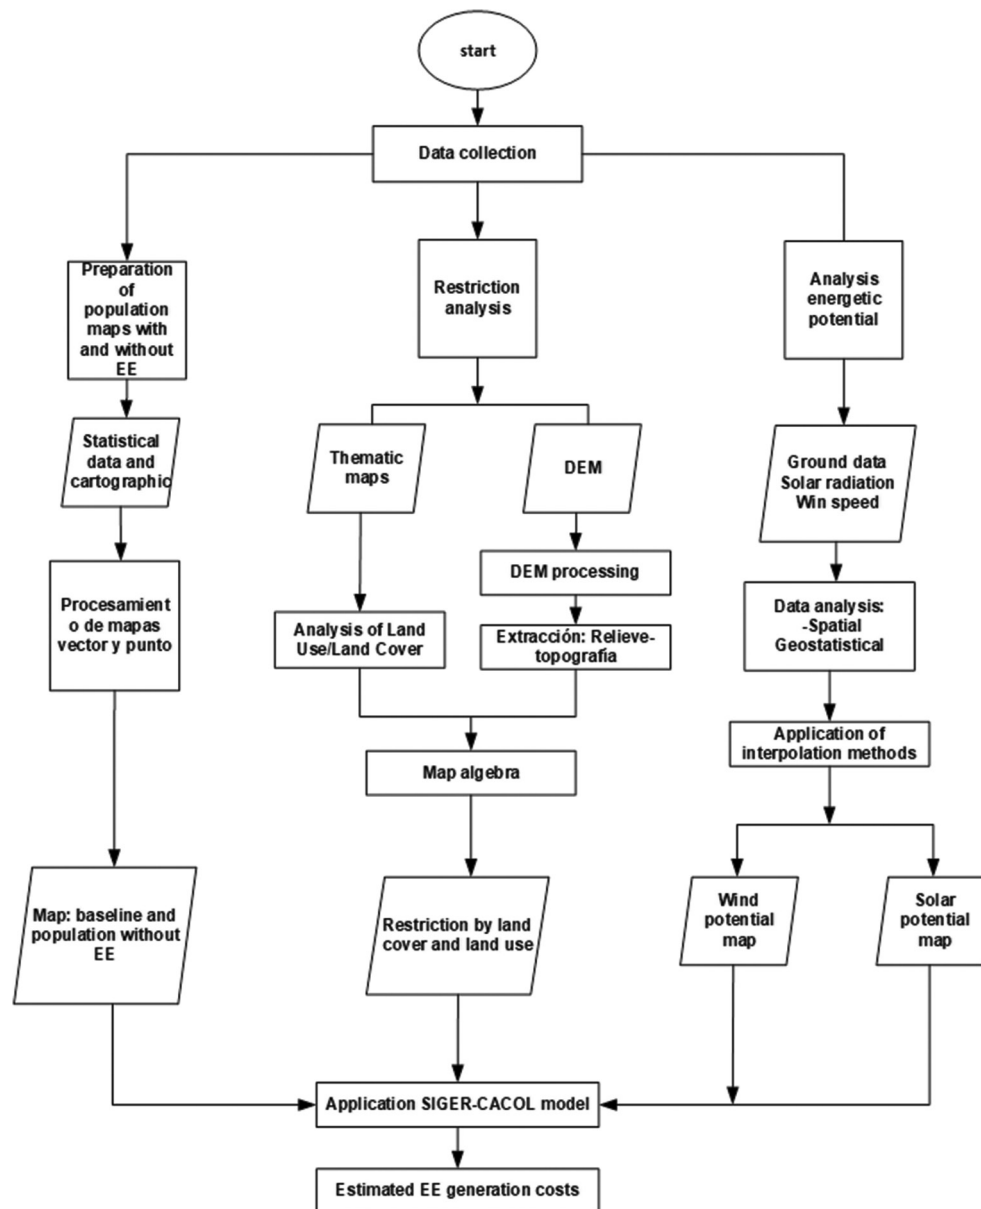 start
Data collection
Preparation
of
population
maps with
and without
EE
Restriction
analysis
Analysis
energetic
potential
Statistical
data and
cartographic
Thematic
maps
DEM
Ground data
Solar radiation
Win speed
DEM processing
Procesamient
o de mapas
vector y punto
Analysis of Land
Use/Land Cover
Extracción: Relieve-
topografía
Data analysis:
-Spatial
Geostatistical
Application of
interpolation methods
Map algebra
Map: baseline and
population without
EE
Restriction by land
cover and land use
Wind
potential
map
Solar
potential
map
Application SIGER-CACOL model
Estimated EE generation costs